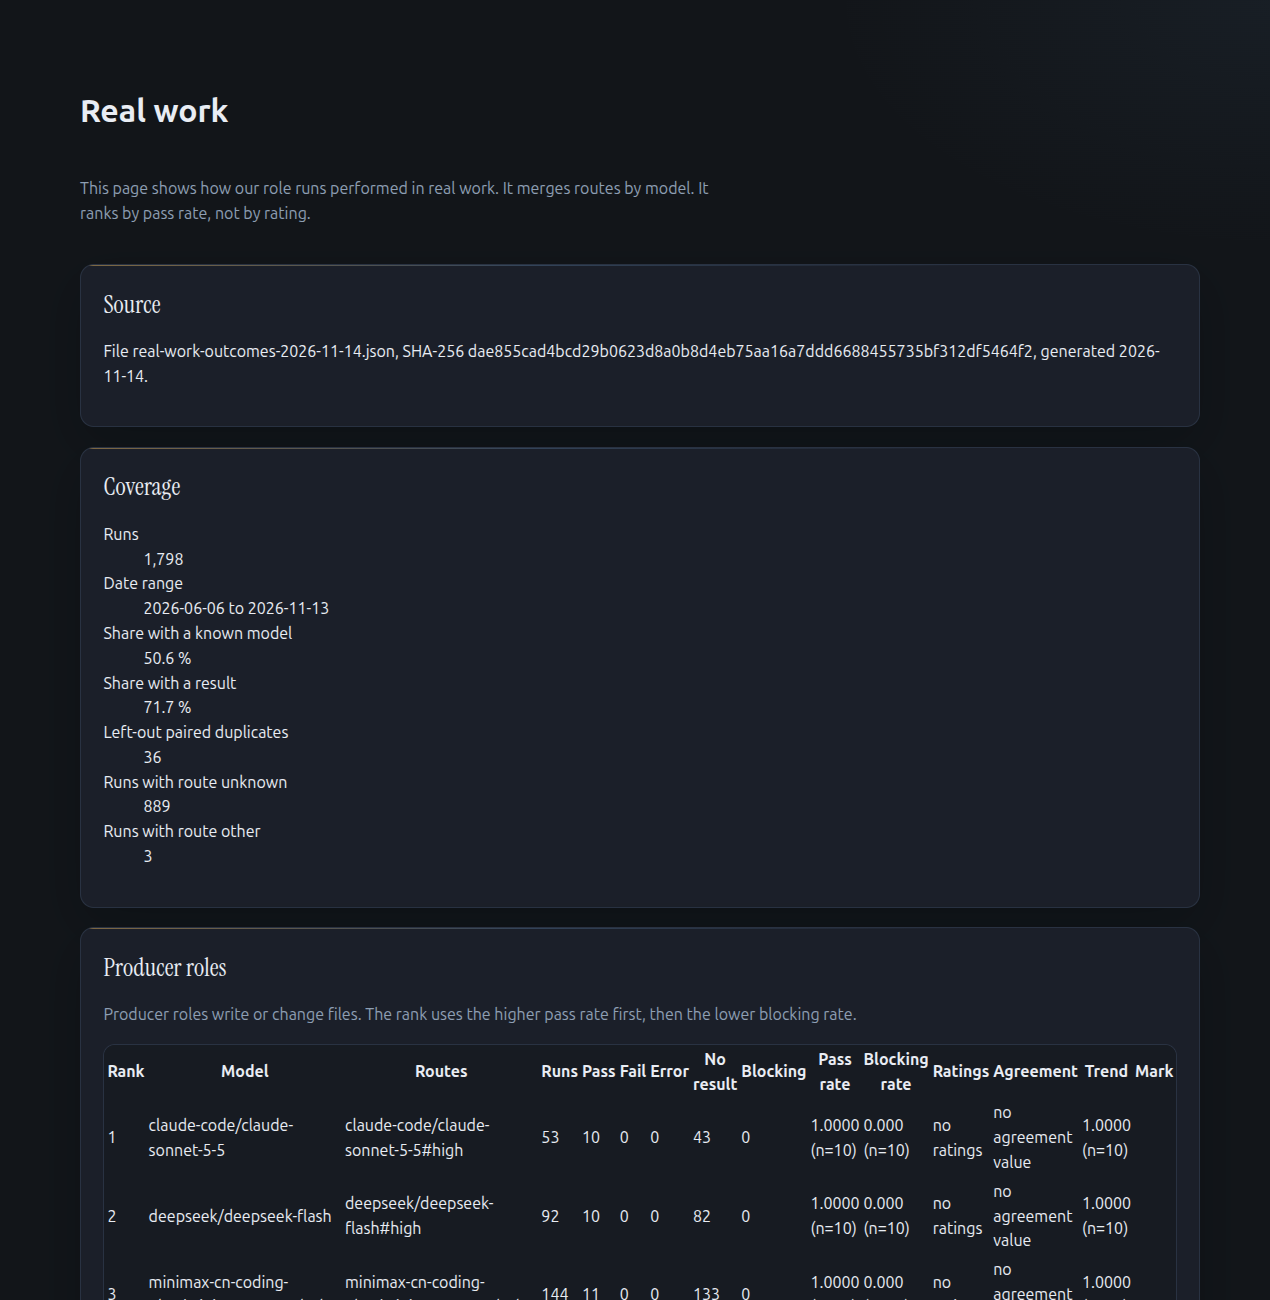 Real work
This page shows how our role runs performed in real work. It merges routes by model. It
ranks by pass rate, not by rating.
Source
File real-work-outcomes-2026-11-14.json, SHA-256 dae855cad4bcd29b0623d8a0b8d4eb75aa16a7ddd6688455735bf312df5464f2, generated 2026-
11-14.
Coverage
Runs
1,798
Date range
2026-06-06 to 2026-11-13
Share with a known model
50.6 %
Share with a result
71.7 %
Left-out paired duplicates
36
Runs with route unknown
889
Runs with route other
3
Producer roles
Producer roles write or change files. The rank uses the higher pass rate first, then the lower blocking rate.
Rank Model Routes Runs Pass Fail Error No result Blocking Pass rate Blocking rate Ratings Agreement Trend Mark
1 claude-code/claude-sonnet-5-5 claude-code/claude-sonnet-5-5#high 53 10 0 0 43 0 1.0000 (n=10) 0.000 (n=10) no ratings no agreement value 1.0000 (n=10)
2 deepseek/deepseek-flash deepseek/deepseek-flash#high 92 10 0 0 82 0 1.0000 (n=10) 0.000 (n=10) no ratings no agreement value 1.0000 (n=10)
3 minimax-cn-coding- minimax-cn-coding- 144 11 0 0 133 0 1.0000 0.000 no no agreement 1.0000